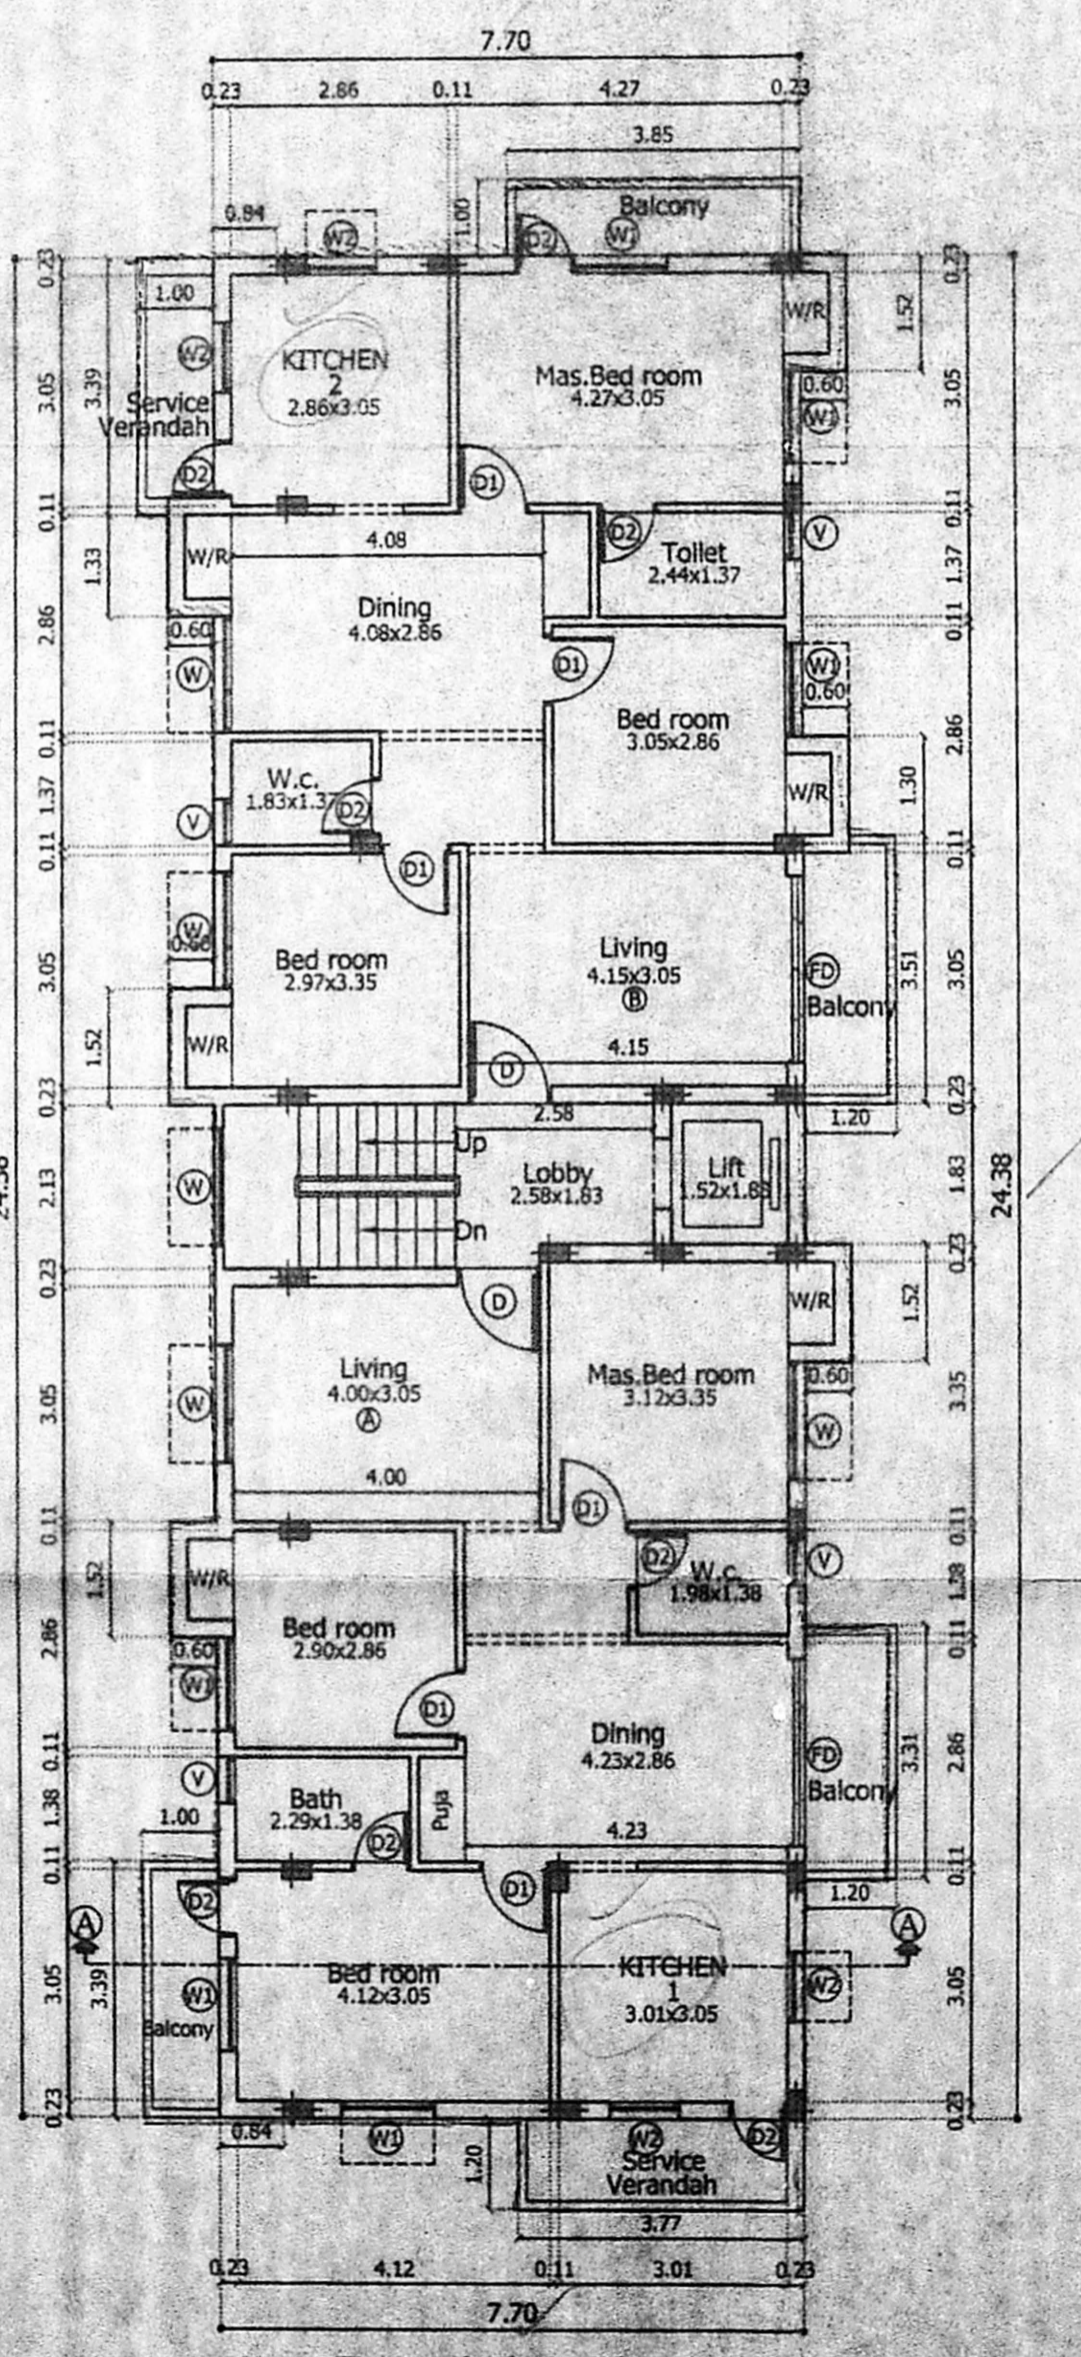 7.70
0.23 2.86 0.11 4.27 0.23
3.85
0.84 1.00 Balcony
W2 D2 W1
0.23 0.23
1.00 W/R 1.52
W2 KITCHEN
2
2.86x3.05
Mas.Bed room
4.27x3.05
3.05 3.39 0.60 3.05
W1
Service
Verandah
D2 D1
0.11 0.11
4.08 D2 V
W/R Toilet
2.44x1.37
1.33 1.37
Dining
4.08x2.86
2.86 0.60 0.11
W D1 W1
0.60
Bed room
3.05x2.86
0.11 2.86
W.c.
1.83x1.37
W/R 1.30
1.37 V D2
0.11 D1 0.11
W
0.60
Bed room
2.97x3.35
Living
4.15x3.05
B
FD
Balcony
3.05 3.51 3.05
1.52 W/R D 4.15
0.23 0.23
2.58 1.20
Up
Lobby
2.58x1.83
Lift
1.52x1.83
2.13 W 1.83 24.38
Dn
0.23 0.23
D W/R 1.52
Living
4.00x3.05
A
Mas.Bed room
3.12x3.35
3.05 W 0.60 3.35
W
4.00 D1
0.11 0.11
D2 V
W.c.
1.98x1.38
1.52 W/R
Bed room
2.90x2.86
2.86 0.60 0.11
W1 D1
Dining
4.23x2.86
FD
Balcony
3.31 2.86
0.11
V Bath
2.29x1.38
Puja
1.38 1.00 D2 4.23
0.11 0.11
D2 D1 1.20
A A
Bed room
4.12x3.05
KITCHEN
1
3.01x3.05
3.05 3.39 W1 W2 3.05
Balcony
0.23 0.23
0.84 W1 1.20 W2 D2
Service
Verandah
3.77
0.23 4.12 0.11 3.01 0.23
7.70